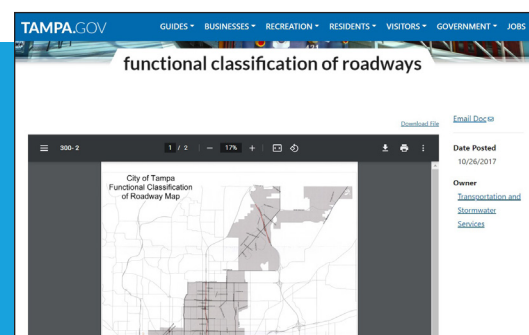 TAMPA.GOV
GUIDES BUSINESSES RECREATION RESIDENTS VISITORS GOVERNMENT JOBS
functional classification of roadways
Download File
Email Doc
300- 2
1 / 2
17%
Date Posted
10/26/2017
Owner
Transportation and
Stormwater
Services
City of Tampa
Functional Classification
of Roadway Map